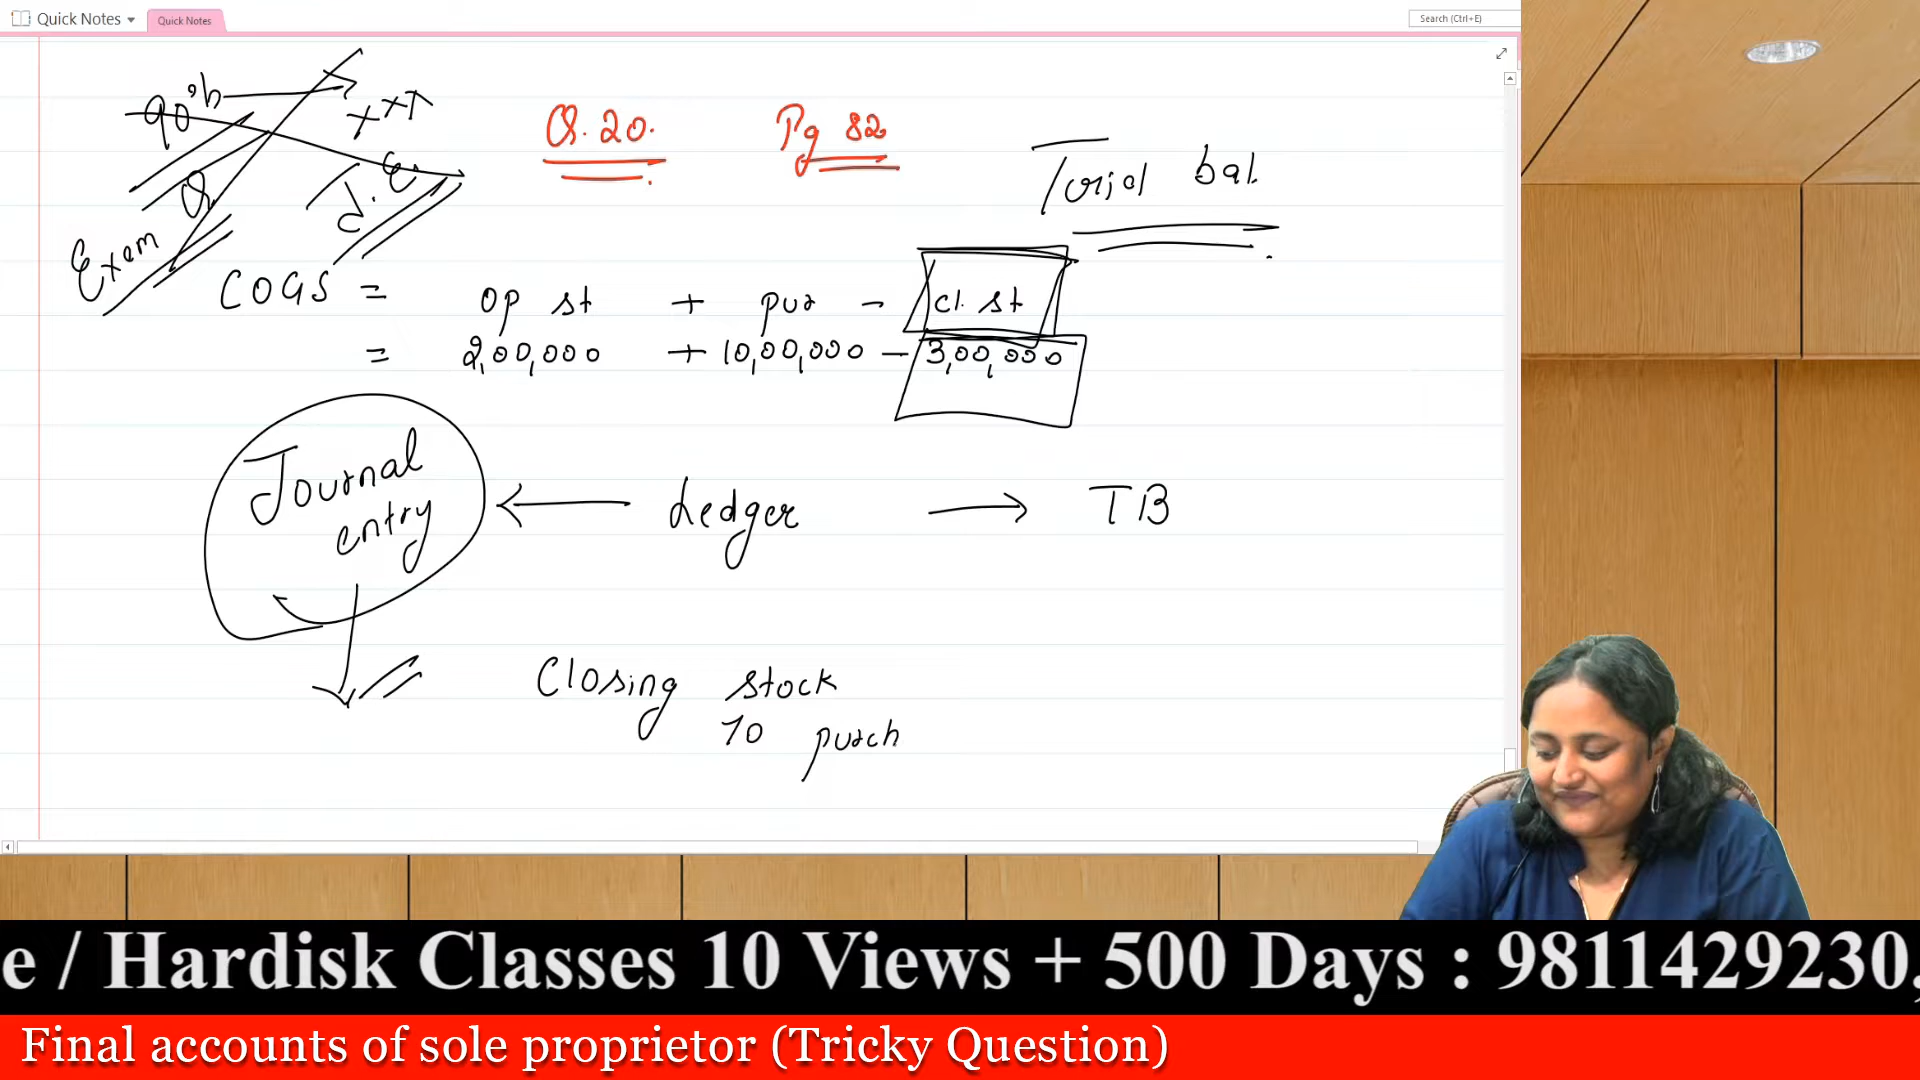 Quick Notes
Quick Notes
Search (Ctrl+E)
90%
XXT
Q. 20.
Pg 82
Torjal bal.
Q
J.E
Exam
COGS = Op st + pur - cl. st
= 2,00,000 + 10,00,000 - 3,00,000
Journal entry ← Ledger → TB
Closing stock
To purch
e / Hardisk Classes 10 Views + 500 Days : 9811429230,
Final accounts of sole proprietor (Tricky Question)